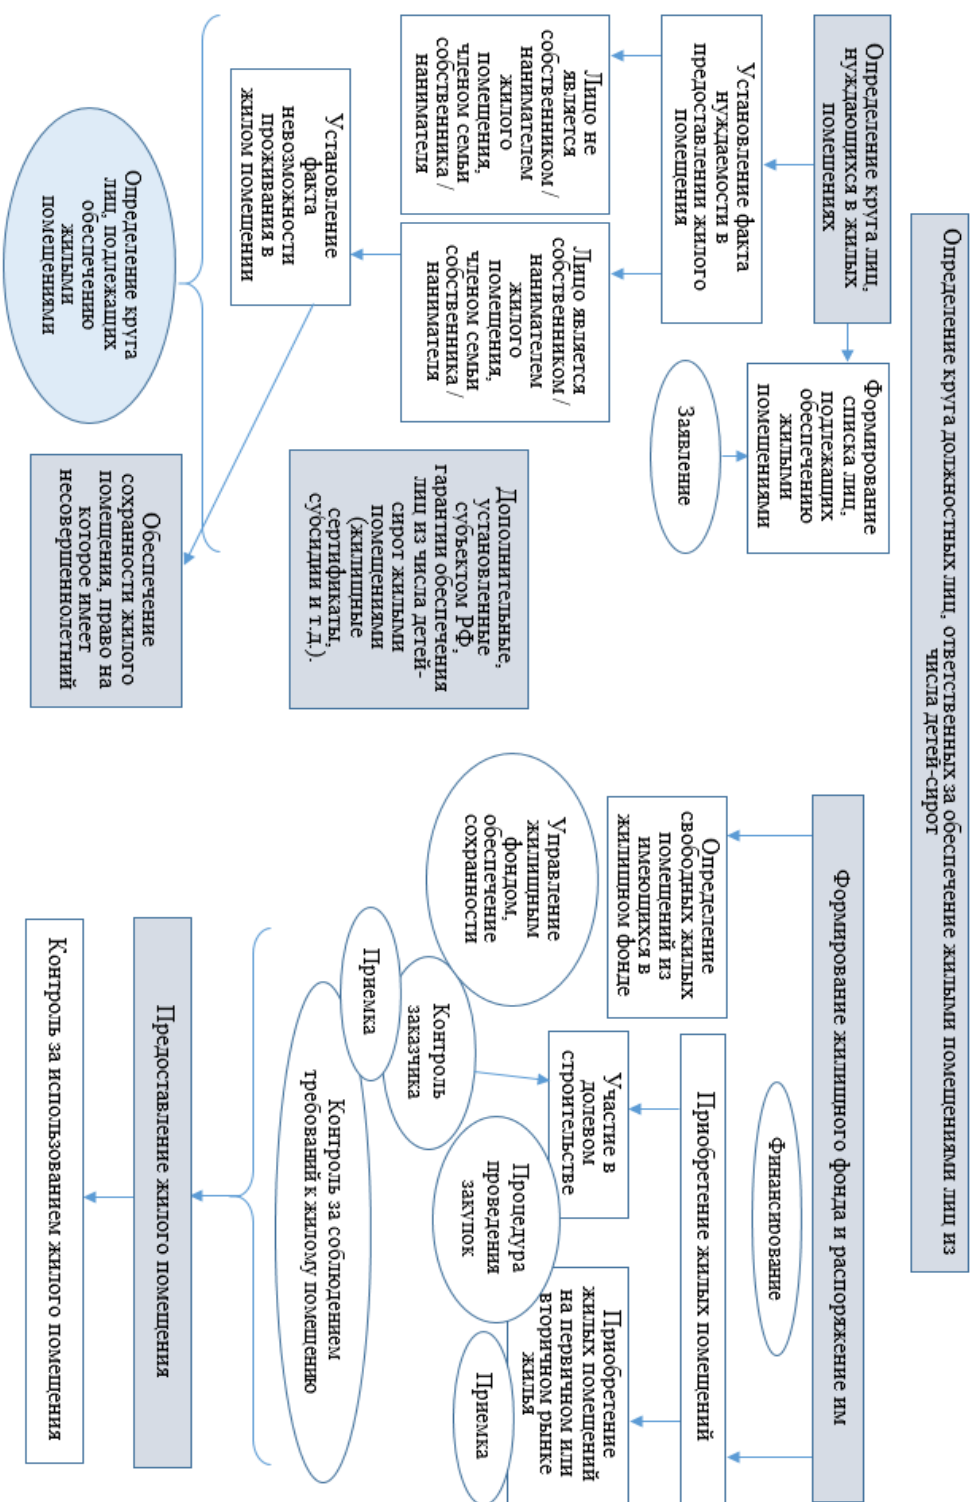 Определение круга должностных лиц, ответственных за обеспечение жилыми помещениями лиц из
числа детей-сирот
Определение круга лиц,
нуждающихся в жилых
помещениях
Формирование
списка лиц,
подлежащих
обеспечению
жилыми
помещениями
Заявление
Установление факта
нуждаемости в
предоставлении жилого
помещения
Лицо не
является
собственником /
нанимателем
жилого
помещения,
членом семьи
собственника /
нанимателя
Лицо является
собственником /
нанимателем
жилого
помещения,
членом семьи
собственника /
нанимателя
Дополнительные,
установленные
субъектом РФ,
гарантии обеспечения
лиц из числа детей-
сирот жилыми
помещениями
(жилищные
сертификаты,
субсидии и т.д.).
Установление
факта
невозможности
проживания в
жилом помещении
Определение круга
лиц, подлежащих
обеспечению
жилыми
помещениями
Обеспечение
сохранности жилого
помещения, право на
которое имеет
несовершеннолетний
Формирование жилищного фонда и распоряжение им
Финансирование
Определение
свободных жилых
помещений из
имеющихся в
жилищном фонде
Приобретение жилых помещений
Участие в
долевом
строительстве
Приобретение
жилых помещений
на первичном или
вторичном рынке
жилья
Управление
жилищным
фондом,
обеспечение
сохранности
Процедура
проведения
закупок
Приемка
Контроль
заказчика
Приемка
Контроль за соблюдением
требований к жилому помещению
Предоставление жилого помещения
Контроль за использованием жилого помещения